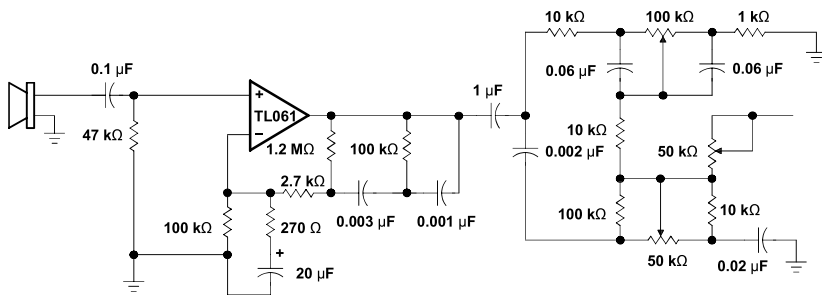 10 kΩ
100 kΩ
1 kΩ
0.06 µF
0.06 µF
0.1 µF
1 µF
+
TL061
−
47 kΩ
1.2 MΩ
100 kΩ
10 kΩ
0.002 µF
50 kΩ
2.7 kΩ
0.003 µF
0.001 µF
100 kΩ
270 Ω
100 kΩ
10 kΩ
+
20 µF
50 kΩ
0.02 µF